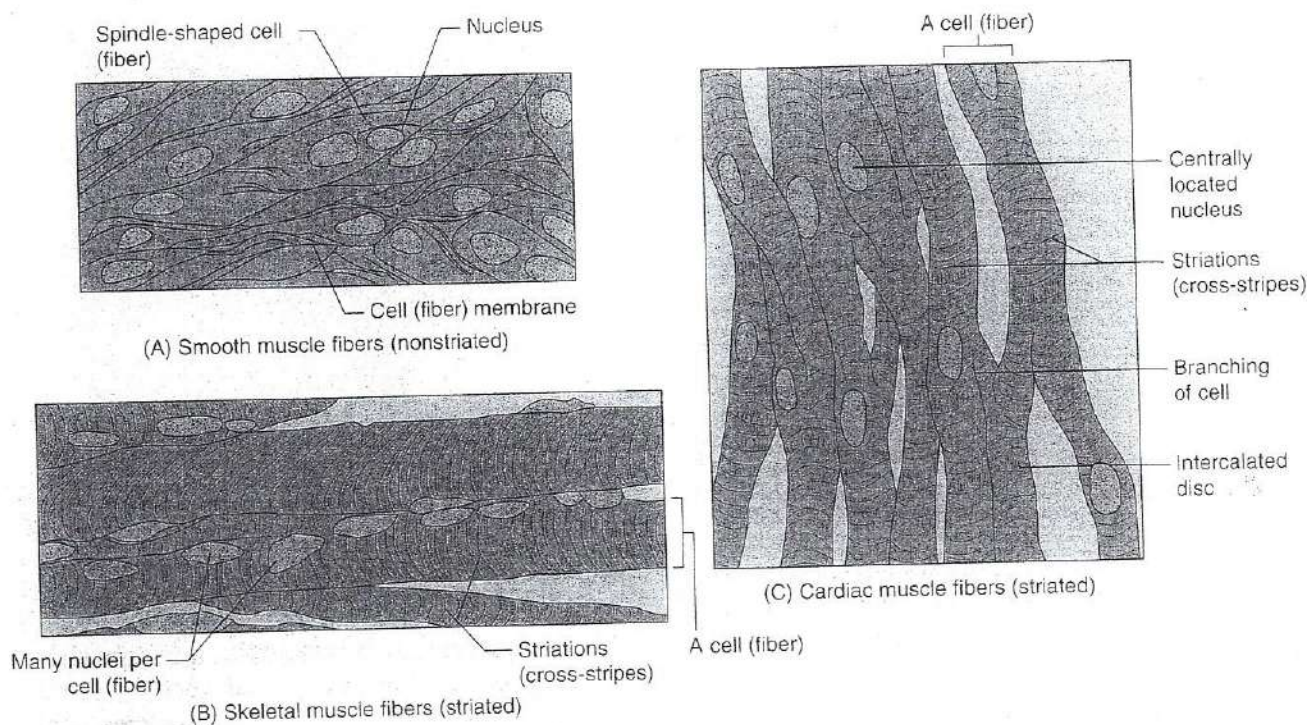 Spindle-shaped cell
(fiber)
Nucleus
Cell (fiber) membrane
(A) Smooth muscle fibers (nonstriated)
Many nuclei per
cell (fiber)
Striations
(cross-stripes)
A cell (fiber)
(B) Skeletal muscle fibers (striated)
A cell (fiber)
Centrally
located
nucleus
Striations
(cross-stripes)
Branching
of cell
Intercalated
disc
(C) Cardiac muscle fibers (striated)